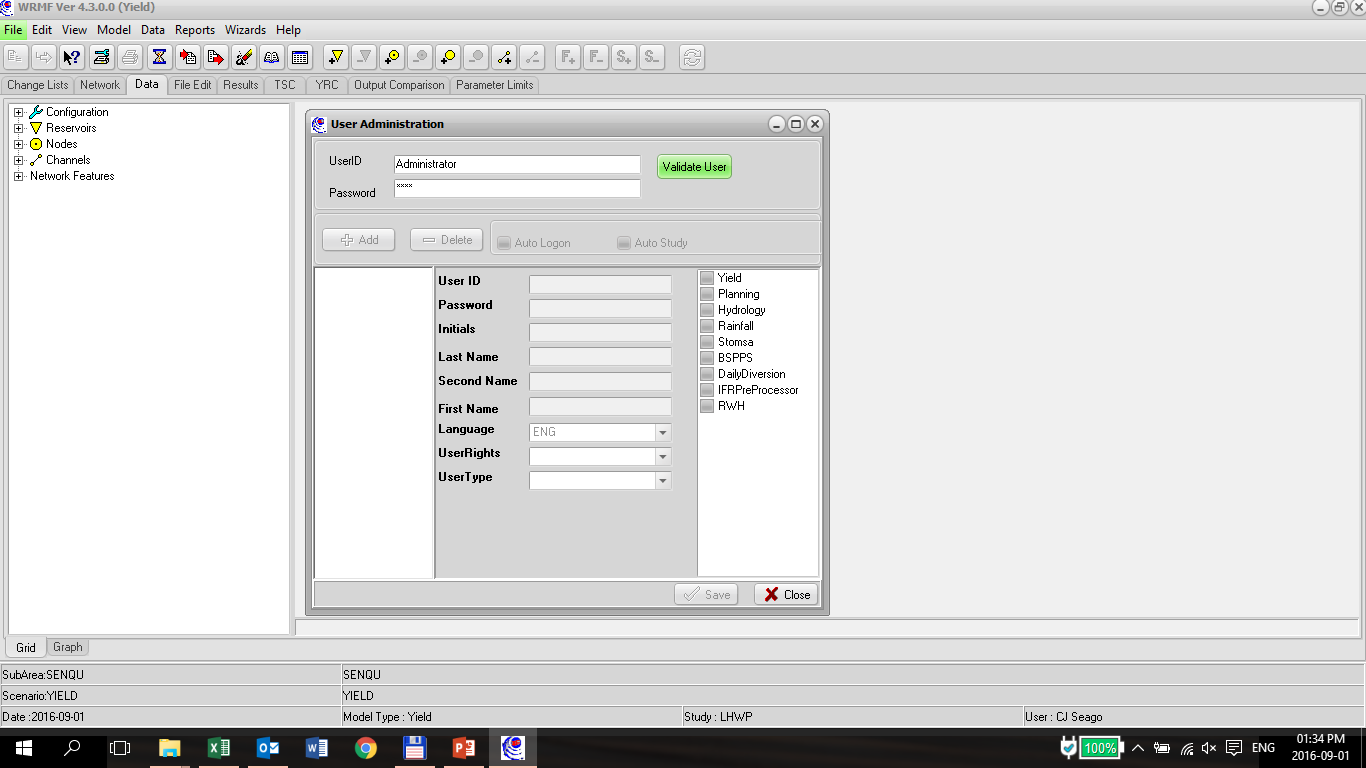 WRMF Ver 4.3.0.0 (Yield)
File Edit View Model Data Reports Wizards Help
Change Lists Network Data File Edit Results TSC YRC Output Comparison Parameter Limits
Configuration
Reservoirs
Nodes
Channels
Network Features
User Administration
UserID Administrator Validate User
Password ****
Add Delete Auto Logon Auto Study
User ID
Password
Initials
Last Name
Second Name
First Name
Language ENG
UserRights
UserType
Yield
Planning
Hydrology
Rainfall
Stomsa
BSPPS
DailyDiversion
IFRPreProcessor
RWH
Save Close
Grid Graph
SubArea:SENQU SENQU
Scenario:YIELD YIELD
Date :2016-09-01 Model Type : Yield Study : LHWP User : CJ Seago
100% ENG 01:34 PM
2016-09-01